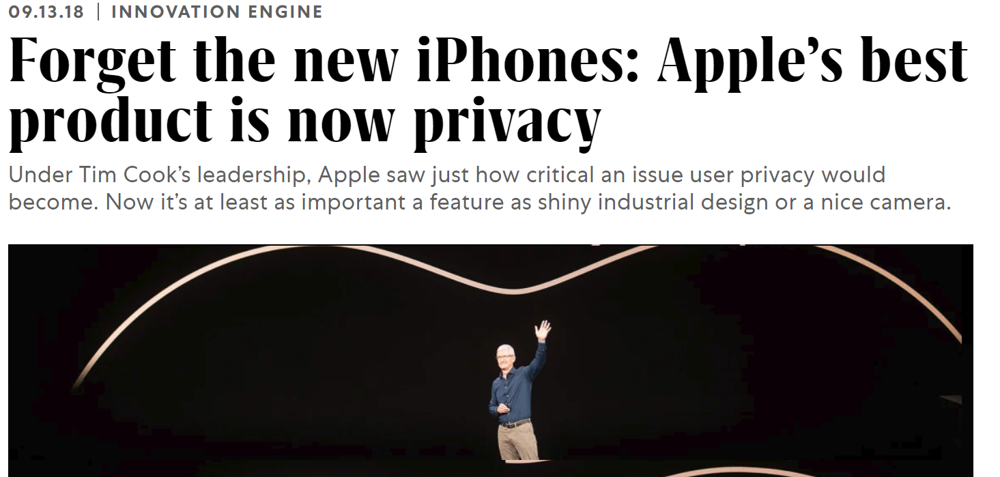 09.13.18 | INNOVATION ENGINE
Forget the new iPhones: Apple’s best
product is now privacy
Under Tim Cook’s leadership, Apple saw just how critical an issue user privacy would
become. Now it’s at least as important a feature as shiny industrial design or a nice camera.